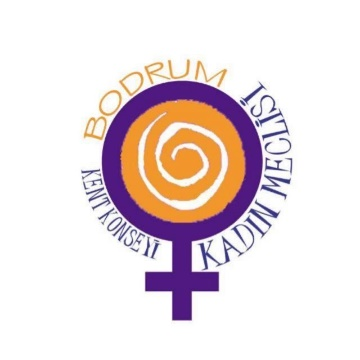 BODRUM
KENT KONSEYİ
KADIN MECLİSİ